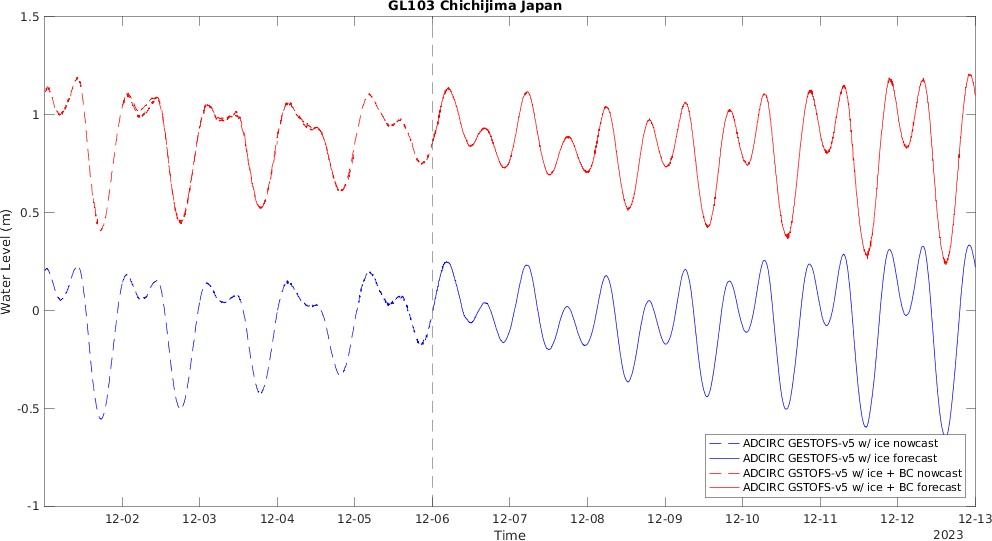 GL103 Chichijima Japan
1.5
1
0.5
0
-0.5
-1
Water Level (m)
ADCIRC GESTOFS-v5 w/ ice nowcast
ADCIRC GESTOFS-v5 w/ ice forecast
ADCIRC GSTOFS-v5 w/ ice + BC nowcast
ADCIRC GSTOFS-v5 w/ ice + BC forecast
12-02 12-03 12-04 12-05 12-06 12-07 12-08 12-09 12-10 12-11 12-12 12-13
Time
2023